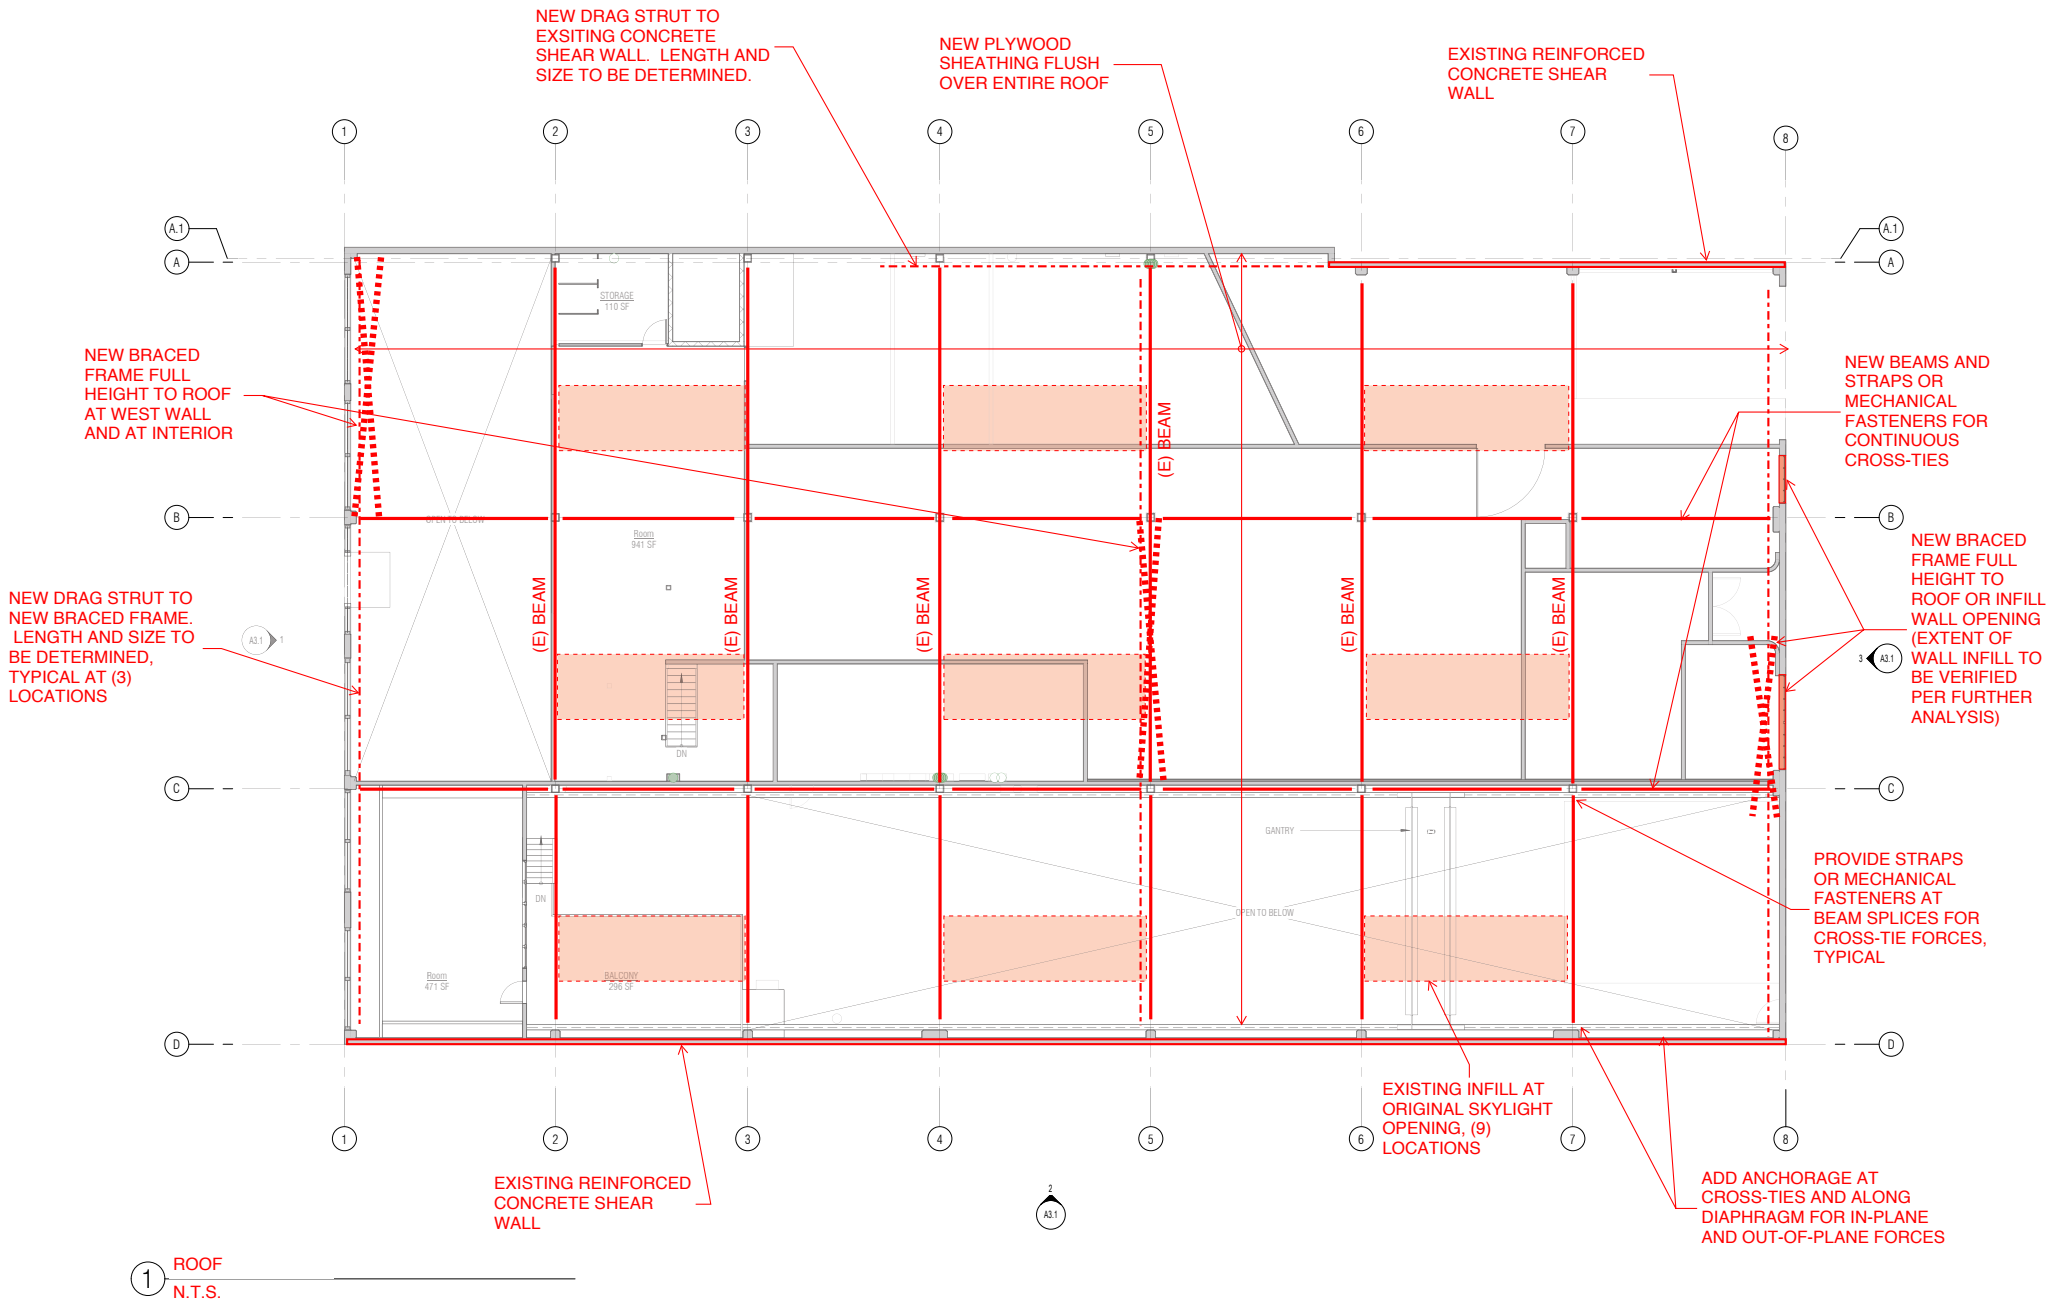 NEW DRAG STRUT TO
EXSITING CONCRETE
SHEAR WALL.  LENGTH AND
SIZE TO BE DETERMINED.
NEW PLYWOOD
SHEATHING FLUSH
OVER ENTIRE ROOF
EXISTING REINFORCED
CONCRETE SHEAR
WALL
1
2
3
4
5
6
7
8
A.1
A
A.1
A
STORAGE
110 SF
NEW BRACED
FRAME FULL
HEIGHT TO ROOF
AT WEST WALL
AND AT INTERIOR
NEW BEAMS AND
STRAPS OR
MECHANICAL
FASTENERS FOR
CONTINUOUS
CROSS-TIES
(E) BEAM
B
OPEN TO BELOW
Room
941 SF
B
NEW BRACED
FRAME FULL
HEIGHT TO
ROOF OR INFILL
WALL OPENING
(EXTENT OF
WALL INFILL TO
BE VERIFIED
PER FURTHER
ANALYSIS)
NEW DRAG STRUT TO
NEW BRACED FRAME.
LENGTH AND SIZE TO
BE DETERMINED,
TYPICAL AT (3)
LOCATIONS
A3.1
1
(E) BEAM
(E) BEAM
(E) BEAM
(E) BEAM
(E) BEAM
3
A3.1
DN
C
C
GANTRY
PROVIDE STRAPS
OR MECHANICAL
FASTENERS AT
BEAM SPLICES FOR
CROSS-TIE FORCES,
TYPICAL
DN
OPEN TO BELOW
Room
471 SF
BALCONY
296 SF
D
D
EXISTING INFILL AT
ORIGINAL SKYLIGHT
OPENING, (9)
LOCATIONS
1
2
3
4
5
6
7
8
EXISTING REINFORCED
CONCRETE SHEAR
WALL
2
A3.1
ADD ANCHORAGE AT
CROSS-TIES AND ALONG
DIAPHRAGM FOR IN-PLANE
AND OUT-OF-PLANE FORCES
1
ROOF
N.T.S.